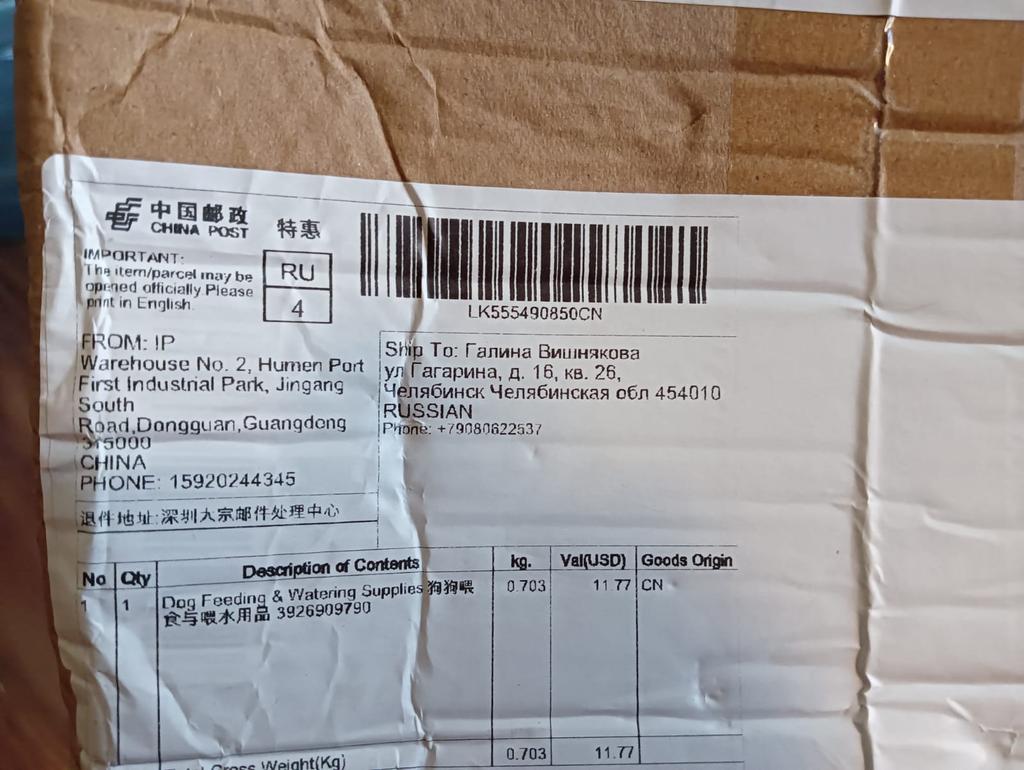 中国邮政
CHINA POST
特惠
IMPORTANT:
The item/parcel may be
opened officially.Please
print in English.
RU
4
LK555490850CN
FROM: IP
Warehouse No. 2, Humen Port
First Industrial Park, Jingang
South
Road,Dongguan,Guangdong
315000
CHINA
PHONE: 15920244345
退件地址:深圳大宗邮件处理中心
Ship To: Галина Вишнякова
ул Гагарина, д. 16, кв. 26,
Челябинск Челябинская обл 454010
RUSSIAN
Phone: +79080622537
No Qty Description of Contents kg. Val(USD) Goods Origin
1 1 Dog Feeding & Watering Supplies 狗狗喂 0.703 11.77 CN
食与喂水用品 3926909790
Gross Weight(Kg) 0.703 11.77